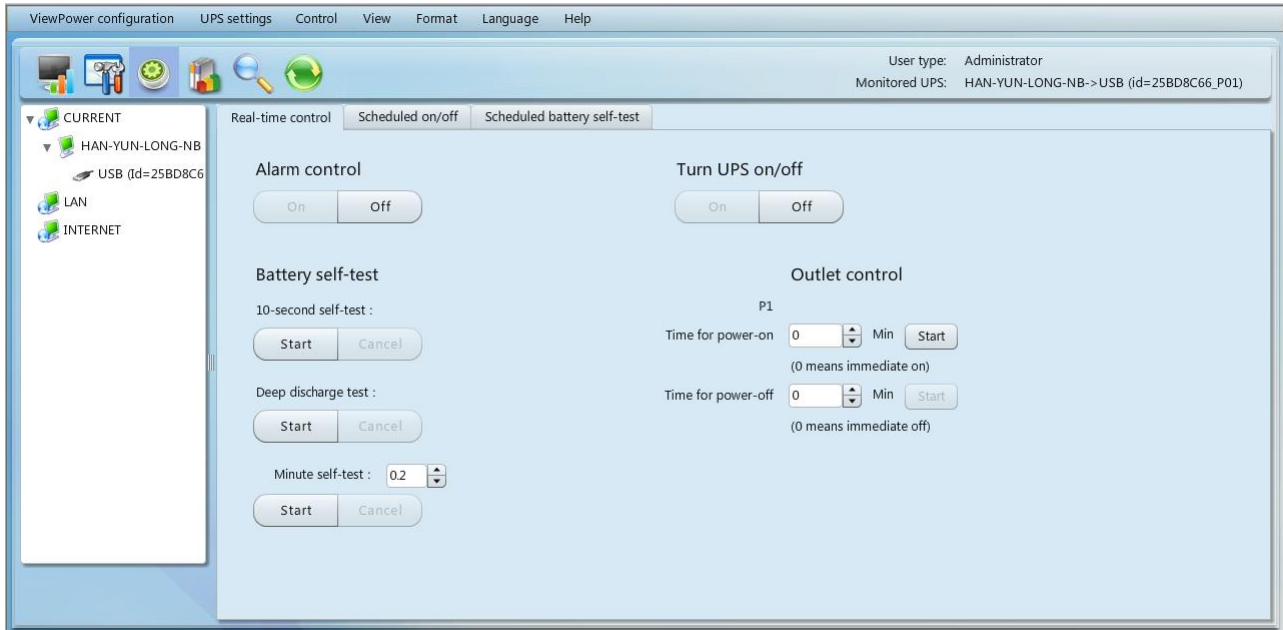 ViewPower configuration UPS settings Control View Format Language Help
User type: Administrator
Monitored UPS: HAN-YUN-LONG-NB->USB (id=25BD8C66_P01)
CURRENT
HAN-YUN-LONG-NB
USB (Id=25BD8C6
LAN
INTERNET
Real-time control Scheduled on/off Scheduled battery self-test
Alarm control
On Off
Turn UPS on/off
On Off
Battery self-test
10-second self-test :
Start Cancel
Deep discharge test :
Start Cancel
Minute self-test : 0.2
Start Cancel
Outlet control
P1
Time for power-on 0 Min Start
(0 means immediate on)
Time for power-off 0 Min Start
(0 means immediate off)